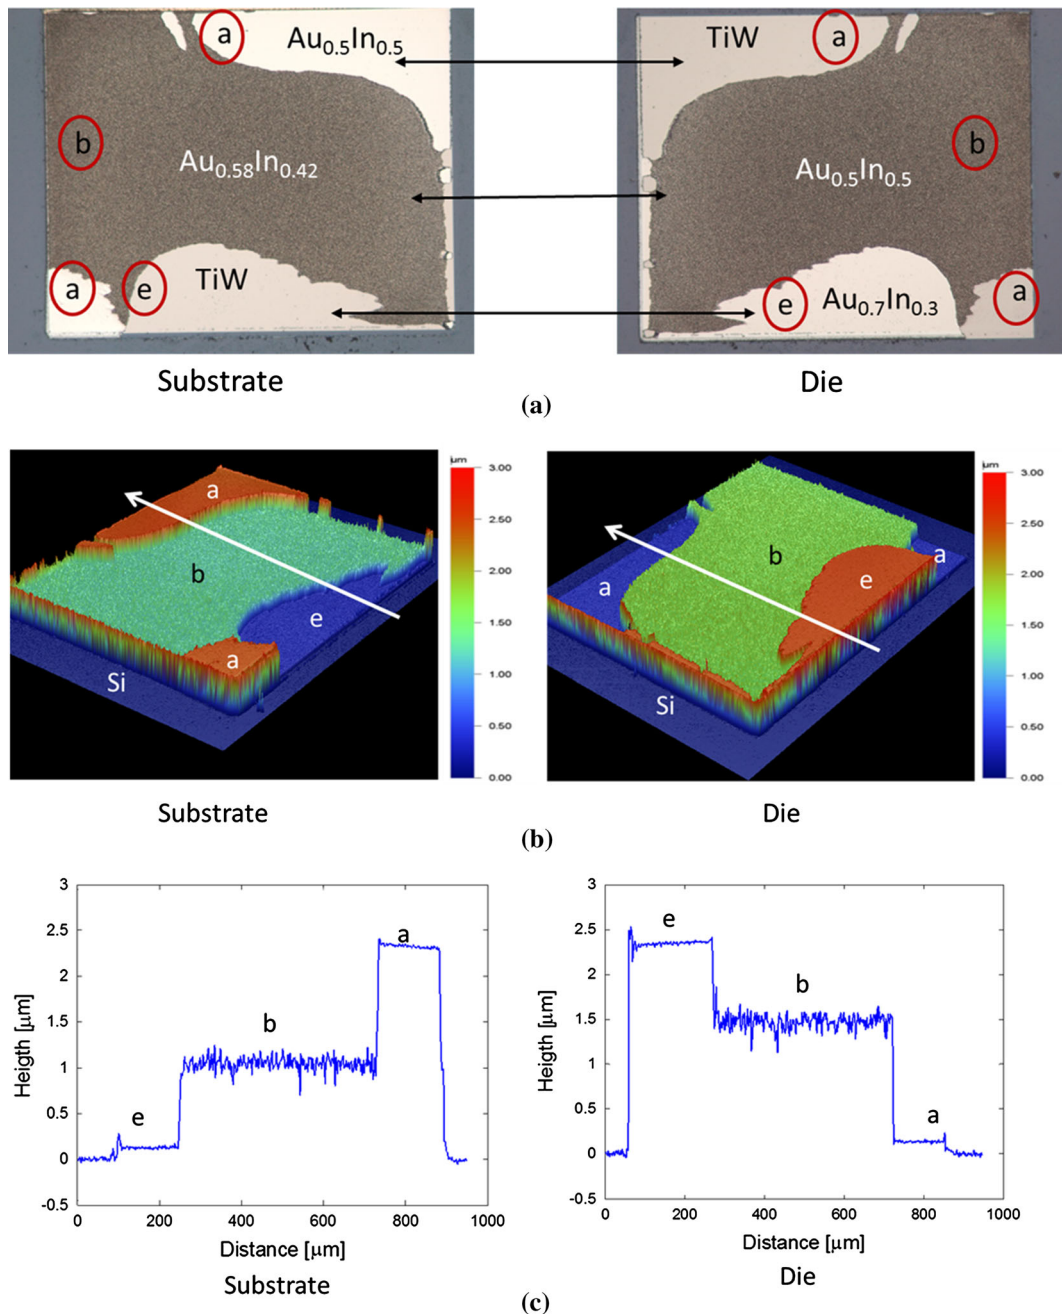 a
Au0.5In0.5
b
Au0.58In0.42
a
e
TiW
Substrate
TiW
a
b
Au0.5In0.5
e
Au0.7In0.3
a
Die
(a)
a
b
e
a
Si
µm
3.00
2.50
2.00
1.50
1.00
0.50
0.00
Substrate
b
a
e
a
Si
µm
3.00
2.50
2.00
1.50
1.00
0.50
0.00
Die
(b)
3
2.5
2
1.5
1
0.5
0
-0.5
Heigth [µm]
e
b
a
0 200 400 600 800 1000
Distance [µm]
Substrate
3
2.5
2
1.5
1
0.5
0
-0.5
Heigth [µm]
e
b
a
0 200 400 600 800 1000
Distance [µm]
Die
(c)